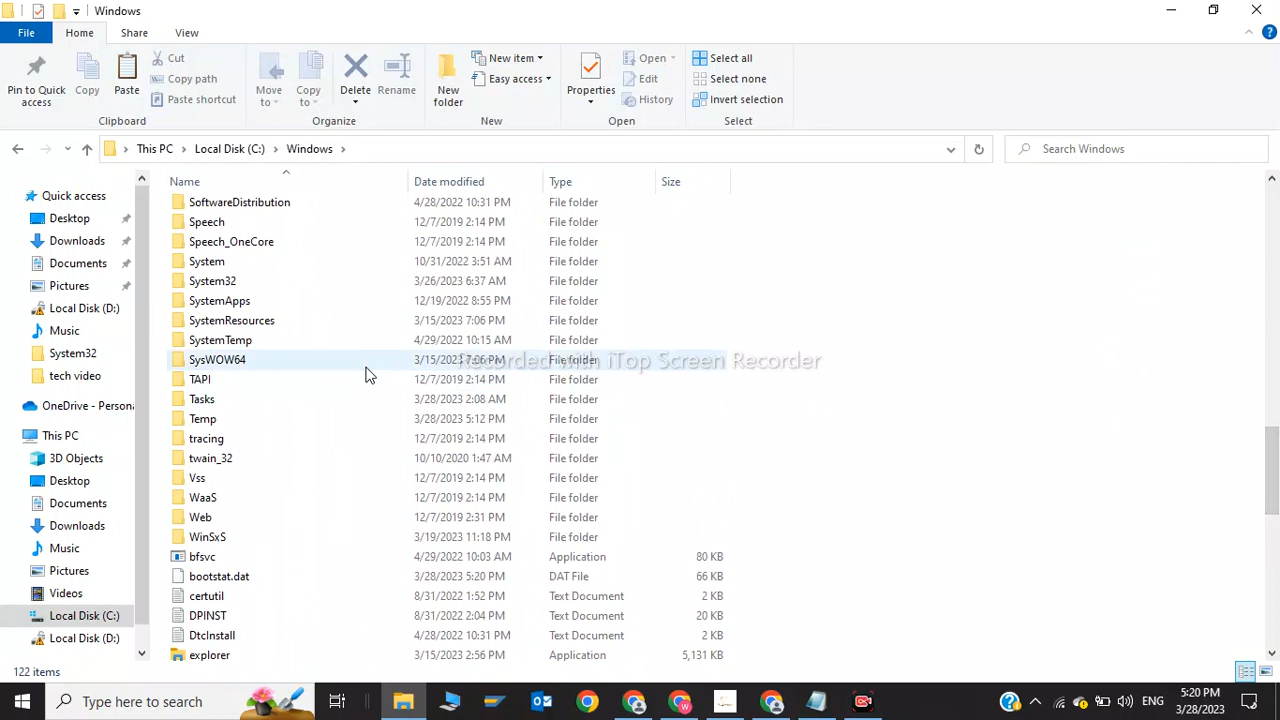 Windows
File Home Share View
Pin to Quick access
Copy
Paste
Cut
Copy path
Paste shortcut
Clipboard
Move to
Copy to
Delete
Rename
Organize
New folder
New item
Easy access
New
Properties
Open
Edit
History
Open
Select all
Select none
Invert selection
Select
This PC > Local Disk (C:) > Windows >
Search Windows
Quick access
Desktop
Downloads
Documents
Pictures
Local Disk (D:)
Music
System32
tech video
OneDrive - Persona
This PC
3D Objects
Desktop
Documents
Downloads
Music
Pictures
Videos
Local Disk (C:)
Local Disk (D:)
Name Date modified Type Size
SoftwareDistribution 4/28/2022 10:31 PM File folder
Speech 12/7/2019 2:14 PM File folder
Speech_OneCore 12/7/2019 2:14 PM File folder
System 10/31/2022 3:51 AM File folder
System32 3/26/2023 6:37 AM File folder
SystemApps 12/19/2022 8:55 PM File folder
SystemResources 3/15/2023 7:06 PM File folder
SystemTemp 4/29/2022 10:15 AM File folder
SysWOW64 3/15/2023 7:06 PM File folder
Recorded with iTop Screen Recorder
TAPI 12/7/2019 2:14 PM File folder
Tasks 3/28/2023 2:08 AM File folder
Temp 3/28/2023 5:12 PM File folder
tracing 12/7/2019 2:14 PM File folder
twain_32 10/10/2020 1:47 AM File folder
Vss 12/7/2019 2:14 PM File folder
WaaS 12/7/2019 2:14 PM File folder
Web 12/7/2019 2:31 PM File folder
WinSxS 3/19/2023 11:18 PM File folder
bfsvc 4/29/2022 10:03 AM Application 80 KB
bootstat.dat 3/28/2023 5:20 PM DAT File 66 KB
certutil 8/31/2022 1:52 PM Text Document 2 KB
DPINST 8/31/2022 2:04 PM Text Document 20 KB
DtcInstall 4/28/2022 10:31 PM Text Document 2 KB
explorer 3/15/2023 2:56 PM Application 5,131 KB
122 items
Type here to search
ENG
5:20 PM
3/28/2023